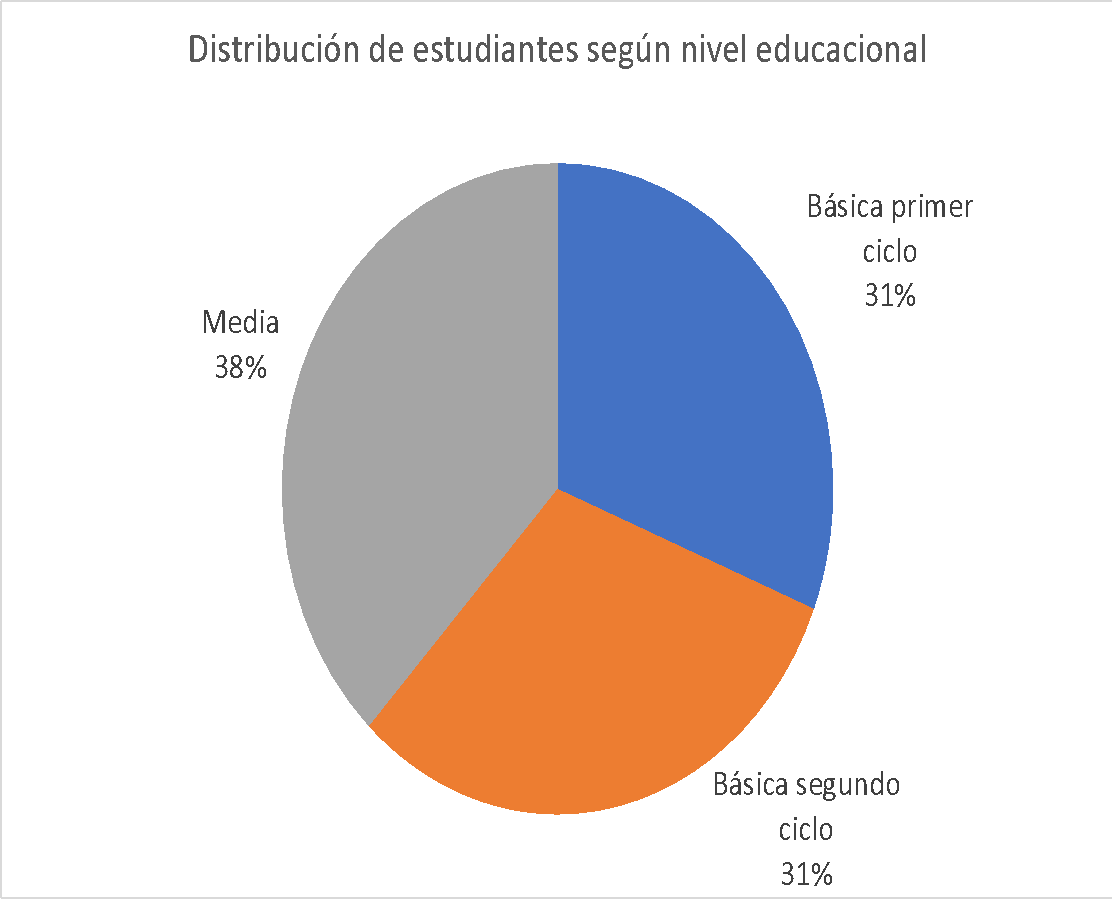 Distribución de estudiantes según nivel educacional
Básica primer
ciclo
31%
Media
38%
Básica segundo
ciclo
31%